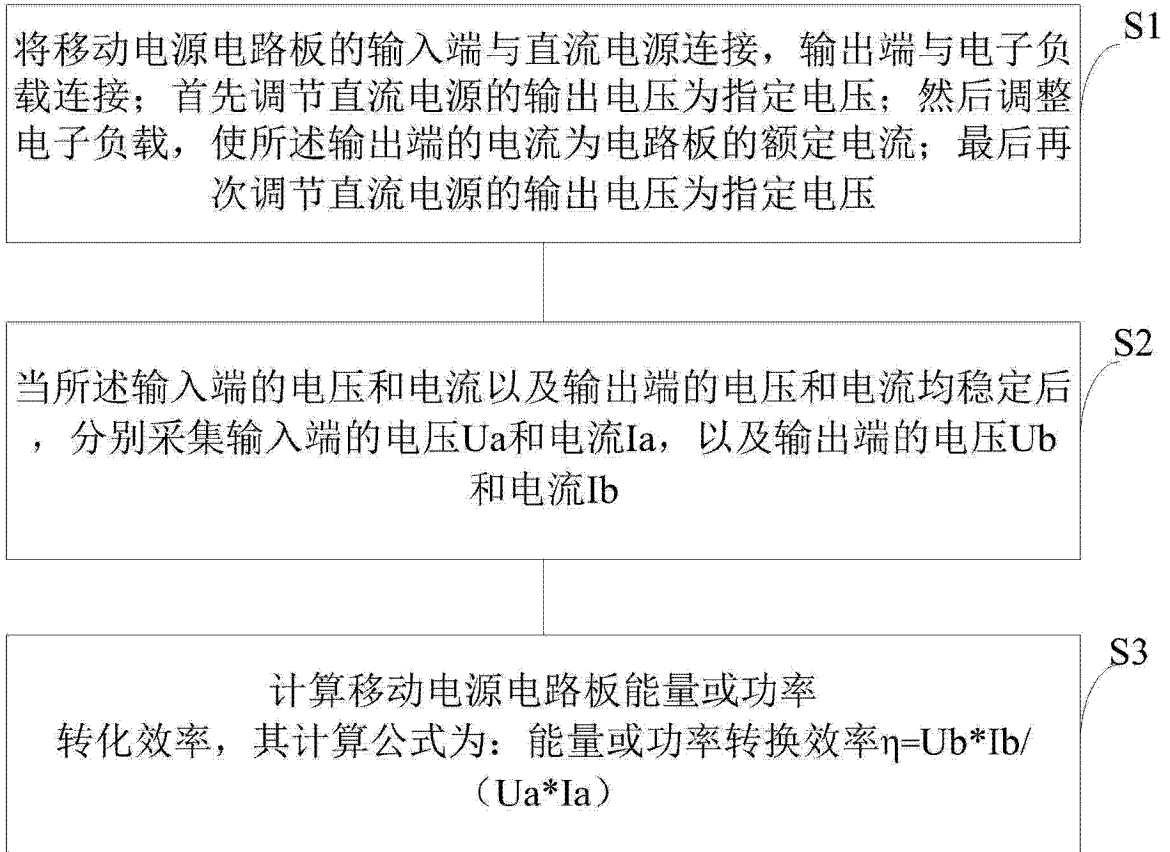 S1
将移动电源电路板的输入端与直流电源连接，输出端与电子负
载连接；首先调节直流电源的输出电压为指定电压；然后调整
电子负载，使所述输出端的电流为电路板的额定电流；最后再
次调节直流电源的输出电压为指定电压
S2
当所述输入端的电压和电流以及输出端的电压和电流均稳定后
，分别采集输入端的电压Ua和电流Ia，以及输出端的电压Ub
和电流Ib
S3
计算移动电源电路板能量或功率
转化效率，其计算公式为：能量或功率转换效率η=Ub*Ib/
（Ua*Ia）